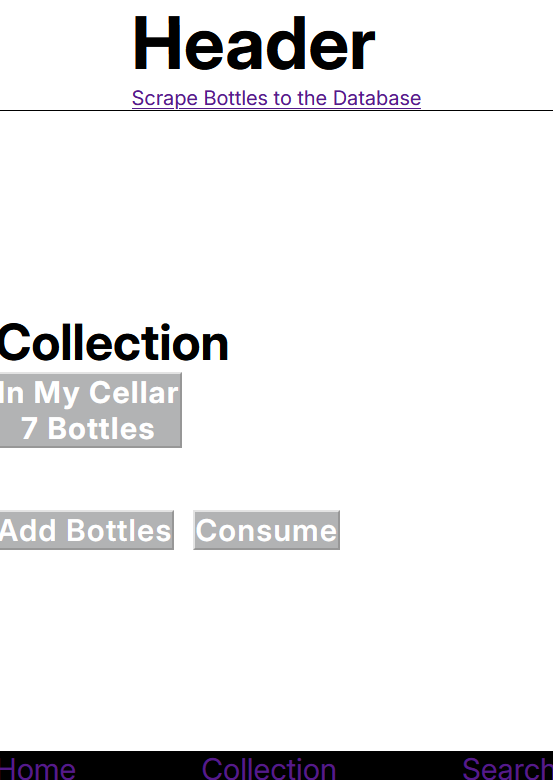 Header
Scrape Bottles to the Database
Collection
In My Cellar
7 Bottles
Add Bottles Consume
Home Collection Search